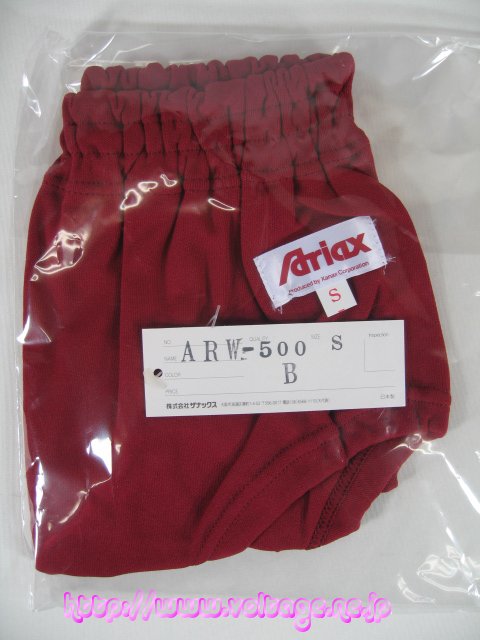 Ariax
Produced by Xanax Corporation
S
NO.
QUALITY
SIZE
Inspection
NAME
ARW-500 S
COLOR
B
PRICE
株式会社ザナックス
日本製
http://www.voltage.ne.jp